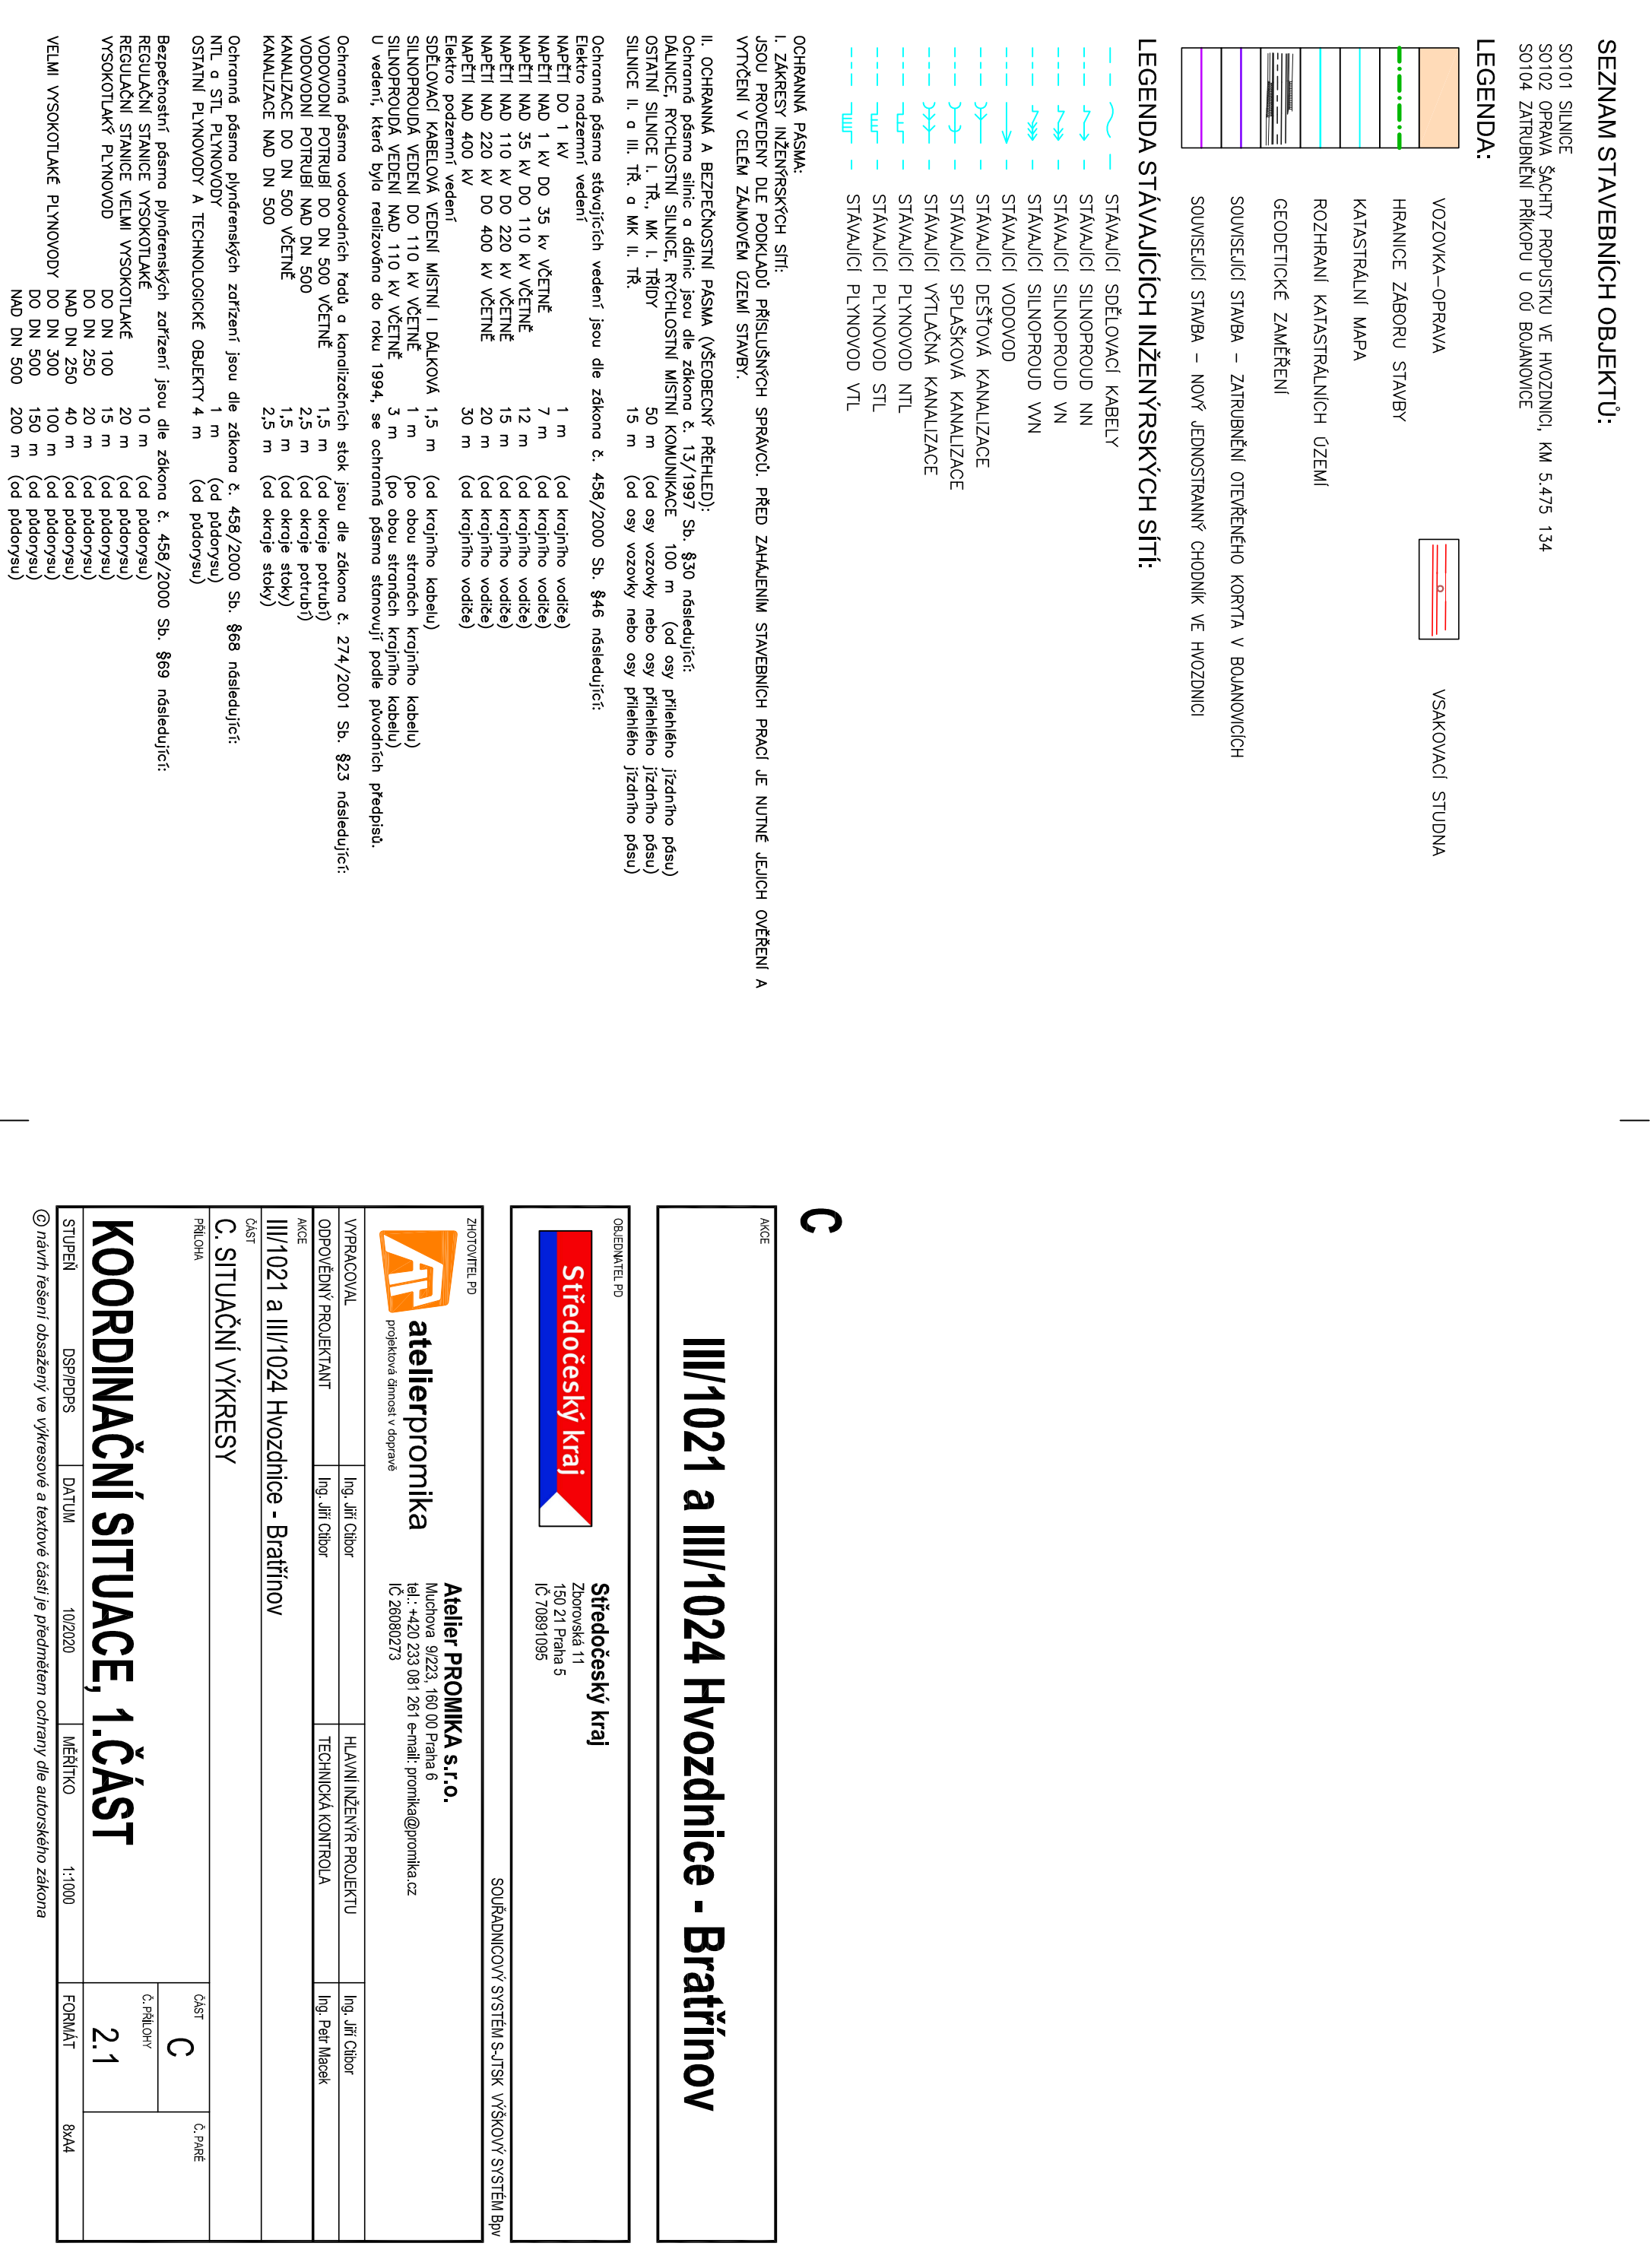 SEZNAM STAVEBNÍCH OBJEKTŮ:
SO101 SILNICE
SO102 OPRAVA ŠACHTY PROPUSTKU VE HVOZDNICI, KM 5.475 134
SO104 ZATRUBNĚNÍ PŘÍKOPU U OÚ BOJANOVICE
LEGENDA:
VOZOVKA–OPRAVA
VSAKOVACÍ STUDNA
HRANICE ZÁBORU STAVBY
KATASTRÁLNÍ MAPA
ROZHRANÍ KATASTRÁLNÍCH ÚZEMÍ
GEODETICKÉ ZAMĚŘENÍ
SOUVISEJÍCÍ STAVBA – ZATRUBNĚNÍ OTEVŘENÉHO KORYTA V BOJANOVICÍCH
SOUVISEJÍCÍ STAVBA – NOVÝ JEDNOSTRANNÝ CHODNÍK VE HVOZDNICI
LEGENDA STÁVAJÍCÍCH INŽENÝRSKÝCH SÍTÍ:
STÁVAJÍCÍ SDĚLOVACÍ KABELY
STÁVAJÍCÍ SILNOPROUD NN
STÁVAJÍCÍ SILNOPROUD VN
STÁVAJÍCÍ SILNOPROUD VVN
STÁVAJÍCÍ VODOVOD
STÁVAJÍCÍ DEŠŤOVÁ KANALIZACE
STÁVAJÍCÍ SPLAŠKOVÁ KANALIZACE
STÁVAJÍCÍ VÝTLAČNÁ KANALIZACE
STÁVAJÍCÍ PLYNOVOD NTL
STÁVAJÍCÍ PLYNOVOD STL
STÁVAJÍCÍ PLYNOVOD VTL
OCHRANNÁ PÁSMA:
I. ZÁKRESY INŽENÝRSKÝCH SÍTÍ:
JSOU PROVEDENY DLE PODKLADŮ PŘÍSLUŠNÝCH SPRÁVCŮ. PŘED ZAHÁJENÍM STAVEBNÍCH PRACÍ JE NUTNÉ JEJICH OVĚŘENÍ A
VYTYČENÍ V CELÉM ZÁJMOVÉM ÚZEMÍ STAVBY.
II. OCHRANNÁ A BEZPEČNOSTNÍ PÁSMA (VŠEOBECNÝ PŘEHLED):
Ochranná pásma silnic a dálnic jsou dle zákona č. 13/1997 Sb. §30 následující:
DÁLNICE, RYCHLOSTNÍ SILNICE, RYCHLOSTNÍ MÍSTNÍ KOMUNIKACE 100 m (od osy přilehlého jízdního pásu)
OSTATNÍ SILNICE I. TŘ., MK I. TŘÍDY 50 m (od osy vozovky nebo osy přilehlého jízdního pásu)
SILNICE II. a III. TŘ. a MK II. TŘ. 15 m (od osy vozovky nebo osy přilehlého jízdního pásu)
Ochranná pásma stávajících vedení jsou dle zákona č. 458/2000 Sb. §46 následující:
Elektro nadzemní vedení
NAPĚTÍ DO 1 kV 1 m (od krajního vodiče)
NAPĚTÍ NAD 1 kV DO 35 kv VČETNĚ 7 m (od krajního vodiče)
NAPĚTÍ NAD 35 kV DO 110 kV VČETNĚ 12 m (od krajního vodiče)
NAPĚTÍ NAD 110 kV DO 220 kV VČETNĚ 15 m (od krajního vodiče)
NAPĚTÍ NAD 220 kV DO 400 kV VČETNĚ 20 m (od krajního vodiče)
NAPĚTÍ NAD 400 kV 30 m (od krajního vodiče)
Elektro podzemní vedení
SDĚLOVACÍ KABELOVÁ VEDENÍ MÍSTNÍ I DÁLKOVÁ 1,5 m (od krajního kabelu)
SILNOPROUDÁ VEDENÍ DO 110 kV VČETNĚ 1 m (po obou stranách krajního kabelu)
SILNOPROUDÁ VEDENÍ NAD 110 kV VČETNĚ 3 m (po obou stranách krajního kabelu)
U vedení, která byla realizována do roku 1994, se ochranná pásma stanovují podle původních předpisů.
Ochranná pásma vodovodních řadů a kanalizačních stok jsou dle zákona č. 274/2001 Sb. §23 následující:
VODOVODNÍ POTRUBÍ DO DN 500 VČETNĚ 1,5 m (od okraje potrubí)
VODOVODNÍ POTRUBÍ NAD DN 500 2,5 m (od okraje potrubí)
KANALIZACE DO DN 500 VČETNĚ 1,5 m (od okraje stoky)
KANALIZACE NAD DN 500 2,5 m (od okraje stoky)
Ochranná pásma plynárenských zařízení jsou dle zákona č. 458/2000 Sb. §68 následující:
NTL a STL PLYNOVODY 1 m (od půdorysu)
OSTATNÍ PLYNOVODY A TECHNOLOGICKÉ OBJEKTY 4 m (od půdorysu)
Bezpečnostní pásma plynárenských zařízení jsou dle zákona č. 458/2000 Sb. §69 následující:
REGULAČNÍ STANICE VYSOKOTLAKÉ 10 m (od půdorysu)
REGULAČNÍ STANICE VELMI VYSOKOTLAKÉ 20 m (od půdorysu)
VYSOKOTLAKÝ PLYNOVOD DO DN 100 15 m (od půdorysu)
DO DN 250 20 m (od půdorysu)
NAD DN 250 40 m (od půdorysu)
VELMI VYSOKOTLAKÉ PLYNOVODY DO DN 300 100 m (od půdorysu)
DO DN 500 150 m (od půdorysu)
NAD DN 500 200 m (od půdorysu)
C
AKCE
III/1021 a III/1024 Hvozdnice - Bratřínov
OBJEDNATEL PD
Středočeský kraj
Středočeský kraj
Zborovská 11
150 21 Praha 5
IČ 70891095
SOUŘADNICOVÝ SYSTÉM S-JTSK VÝŠKOVÝ SYSTÉM Bpv
ZHOTOVITEL PD
AP
atelierpromika
projektová činnost v dopravě
Atelier PROMIKA s.r.o.
Muchova 9/223, 160 00 Praha 6
tel.: +420 233 081 261 e-mail: promika@promika.cz
IČ 26080273
VYPRACOVAL Ing. Jiří Ctibor HLAVNÍ INŽENÝR PROJEKTU Ing. Jiří Ctibor
ODPOVĚDNÝ PROJEKTANT Ing. Jiří Ctibor TECHNICKÁ KONTROLA Ing. Petr Macek
AKCE
III/1021 a III/1024 Hvozdnice - Bratřínov
ČÁST
C. SITUAČNÍ VÝKRESY
PŘÍLOHA
KOORDINAČNÍ SITUACE, 1.ČÁST
ČÁST
C
Č. PŘÍLOHY
2.1
Č. PARÉ
STUPEŇ DSP/PDPS DATUM 10/2020 MĚŘÍTKO 1:1000 FORMÁT 8xA4
© návrh řešení obsažený ve výkresové a textové části je předmětem ochrany dle autorského zákona